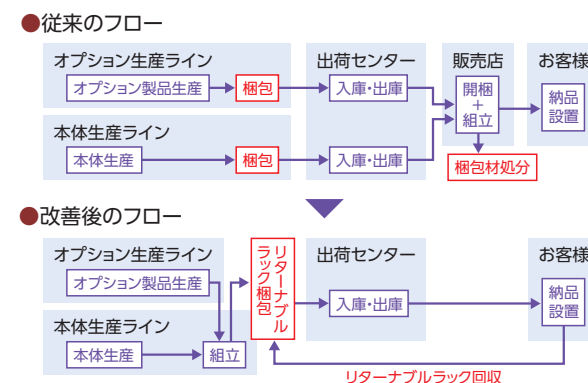 ●従来のフロー
オプション生産ライン
出荷センター
販売店
お客様
オプション製品生産
梱包
入庫・出庫
開梱
+
組立
納品
設置
本体生産ライン
本体生産
梱包
入庫・出庫
梱包材処分
●改善後のフロー
オプション生産ライン
リターナブル
ラック梱包
出荷センター
お客様
オプション製品生産
入庫・出庫
納品
設置
本体生産ライン
本体生産
組立
リターナブルラック回収